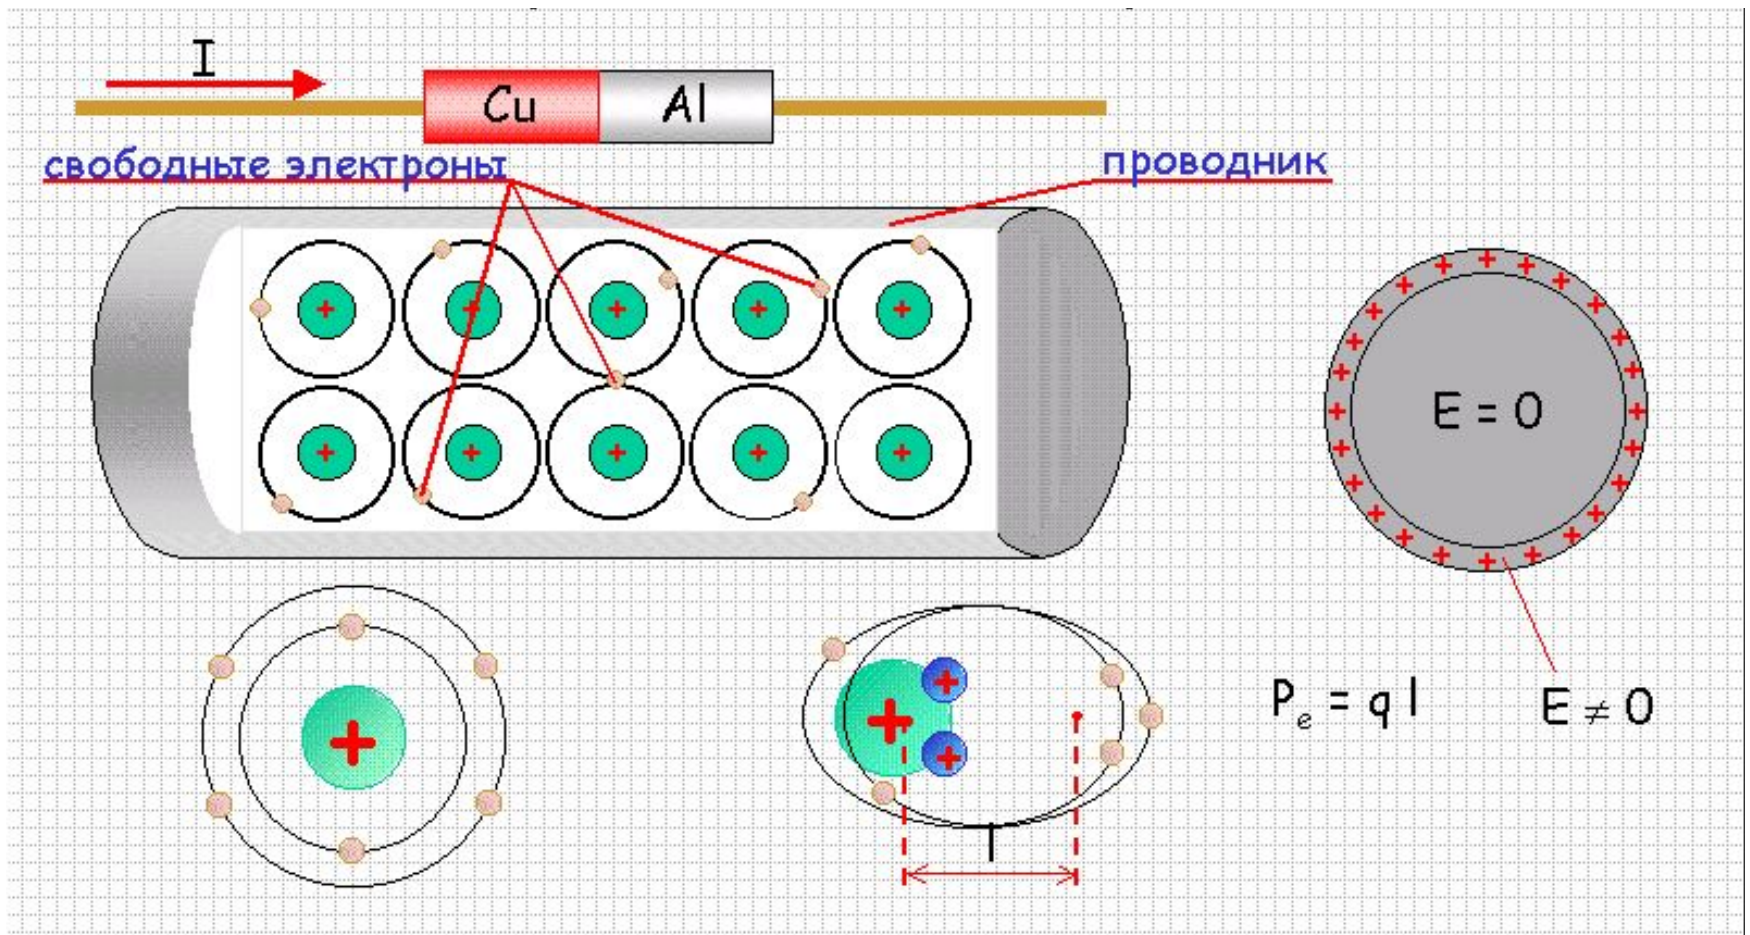 I
Cu Al
свободные электроны
проводник
+ + + + +
+ + + + +
E = 0
+ + + + + + + + + + + + + + + + + + + + + + + +
+
+ + +
l
Pₑ = q l
E ≠ 0